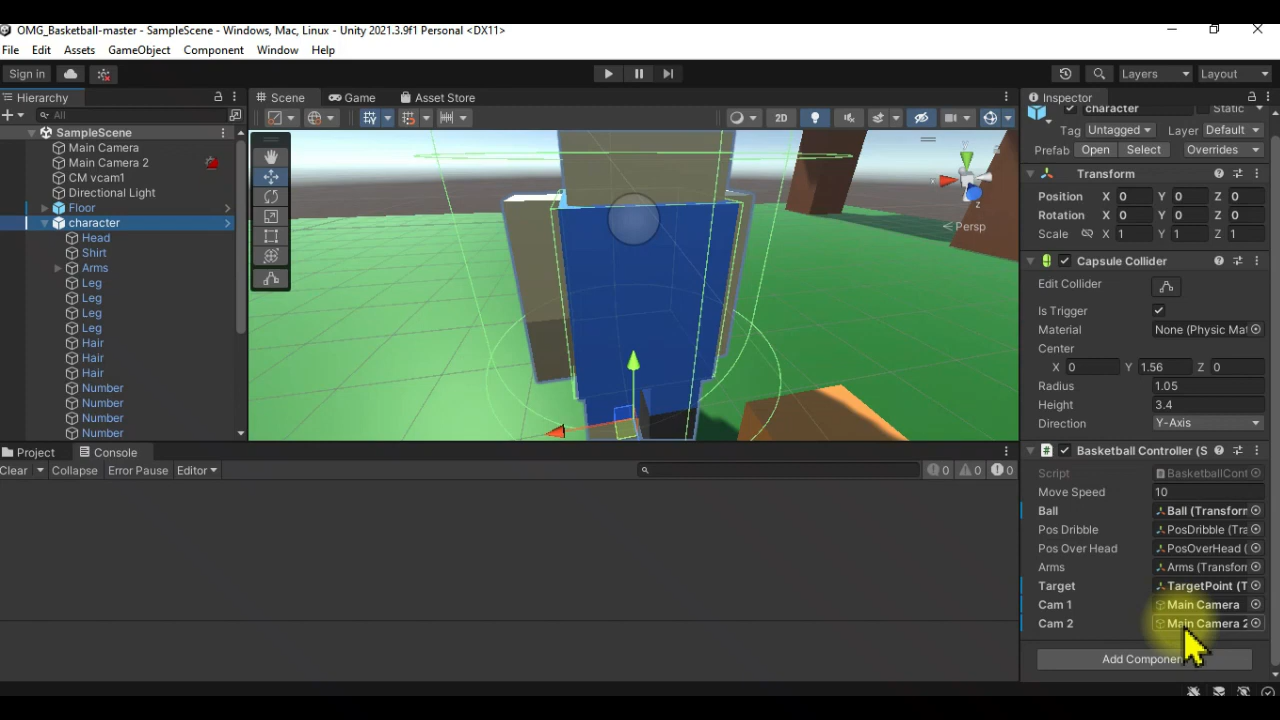 OMG_Basketball-master - SampleScene - Windows, Mac, Linux - Unity 2021.3.9f1 Personal <DX11>
File Edit Assets GameObject Component Window Help
Sign in Layers Layout
Hierarchy
All
SampleScene
Main Camera
Main Camera 2
CM vcam1
Directional Light
Floor
character
Head
Shirt
Arms
Leg
Leg
Leg
Leg
Hair
Hair
Hair
Number
Number
Number
Number
Scene Game Asset Store
2D
y
x
z
Persp
Project Console
Clear Collapse Error Pause Editor
0 0 0
Inspector
character Static
Tag Untagged Layer Default
Prefab Open Select Overrides
Transform
Position X 0 Y 0 Z 0
Rotation X 0 Y 0 Z 0
Scale X 1 Y 1 Z 1
Capsule Collider
Edit Collider
Is Trigger
Material None (Physic Mat
Center
X 0 Y 1.56 Z 0
Radius 1.05
Height 3.4
Direction Y-Axis
# Basketball Controller (S
Script BasketballCont
Move Speed 10
Ball Ball (Transforn
Pos Dribble PosDribble (Tra
Pos Over Head PosOverHead (
Arms Arms (Transfor
Target TargetPoint (T
Cam 1 Main Camera
Cam 2 Main Camera 2
Add Component